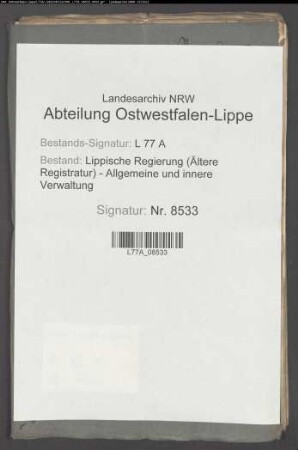 Landesarchiv NRW
Abteilung Ostwestfalen-Lippe
Bestands-Signatur: L 77 A
Bestand: Lippische Regierung (Ältere
Registratur) - Allgemeine und innere
Verwaltung
Signatur: Nr. 8533
L77A_08533